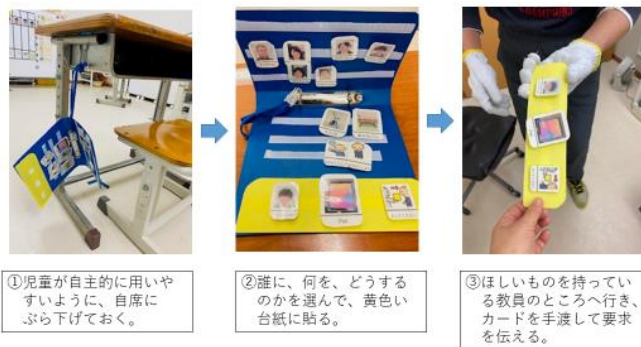 ①児童が自主的に用いや
すいように、自席に
ぶら下げておく。
②誰に、何を、どうする
のかを選んで、黄色い
台紙に貼る。
③ほしいものを持ってい
る教員のところへ行き、
カードを手渡して要求
を伝える。